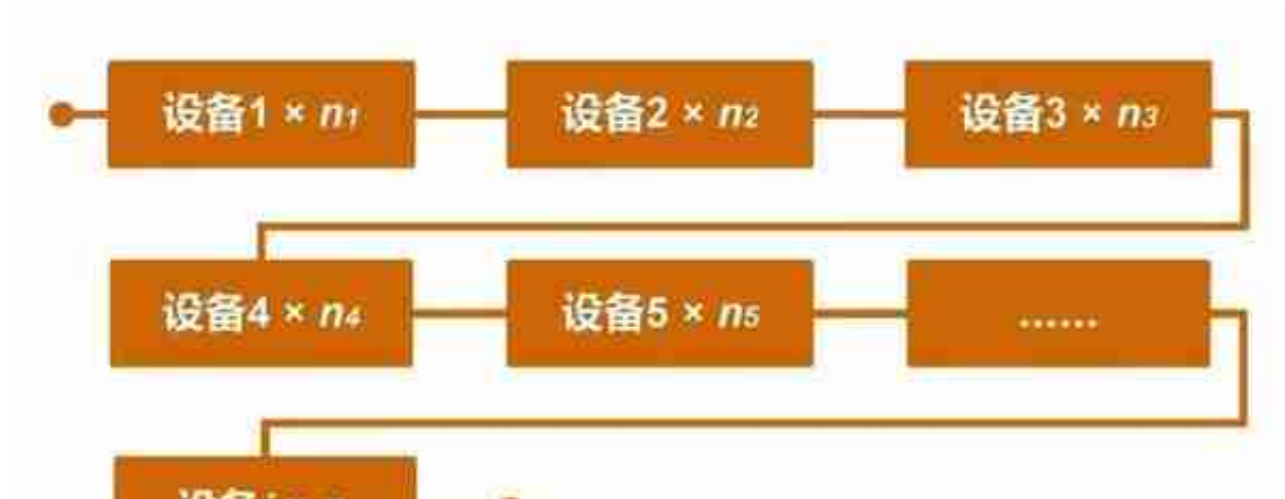 设备1 × n₁
设备2 × n₂
设备3 × n₃
设备4 × n₄
设备5 × n₅
......